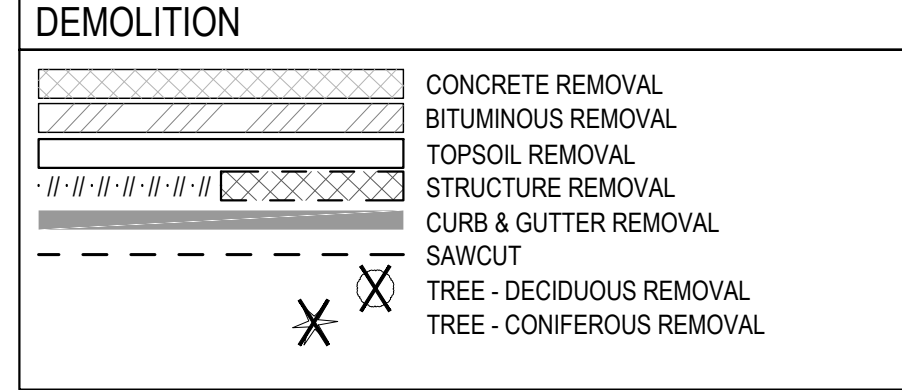 DEMOLITION
CONCRETE REMOVAL
BITUMINOUS REMOVAL
TOPSOIL REMOVAL
STRUCTURE REMOVAL
CURB & GUTTER REMOVAL
SAWCUT
TREE - DECIDUOUS REMOVAL
TREE - CONIFEROUS REMOVAL